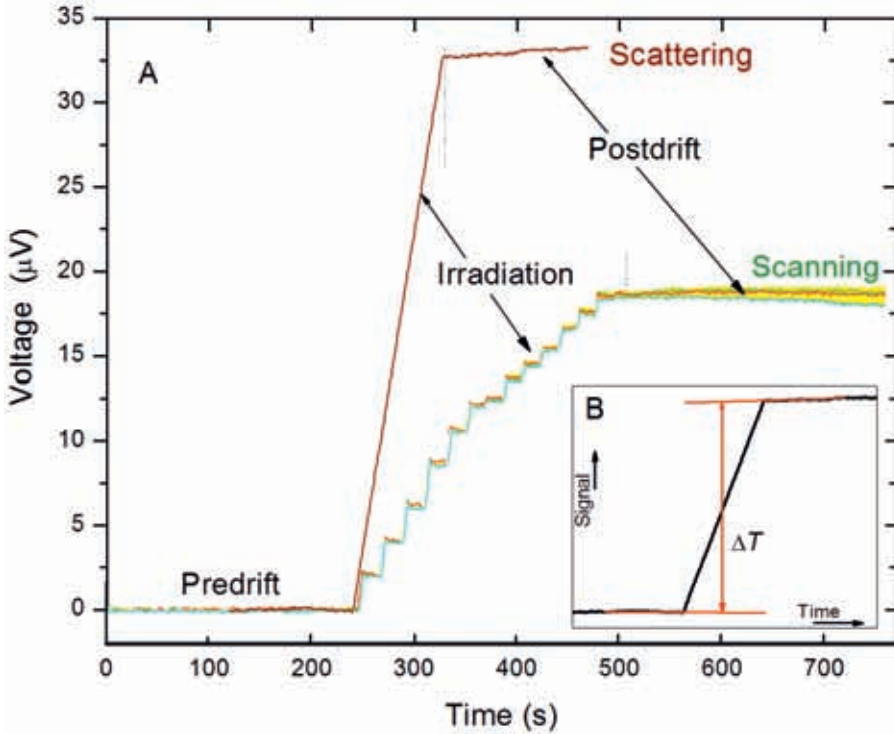 35
30
25
20
15
10
5
0
Voltage (μV)
A
Scattering
Postdrift
Irradiation
Scanning
Predrift
B
Signal
ΔT
Time
0 100 200 300 400 500 600 700
Time (s)